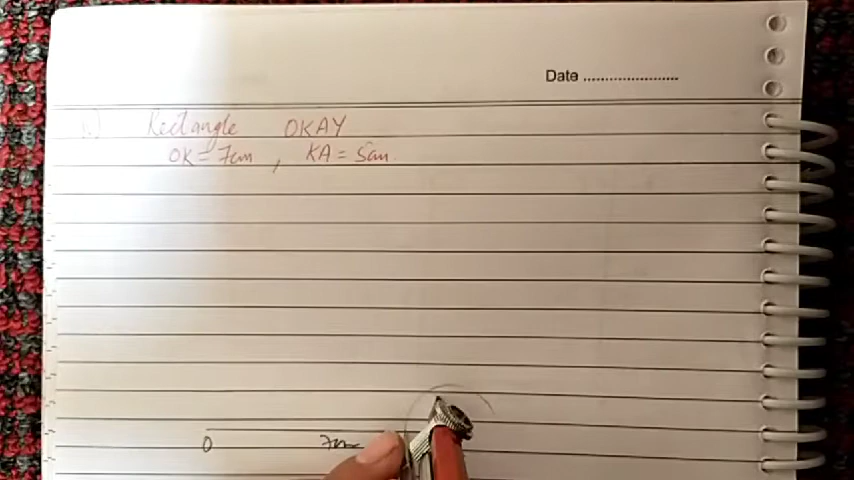 Date ........................
Rectangle OKAY
OK = 7cm , KA = 5cm.
O 7cm